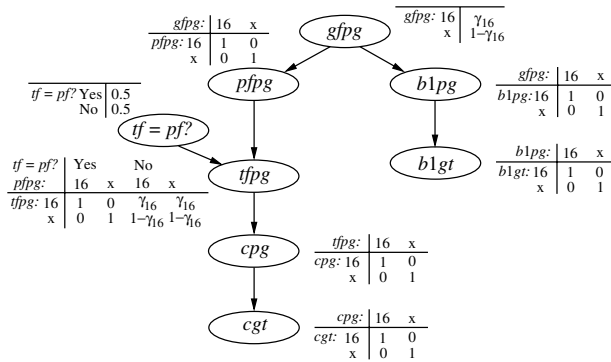 gfpg: 16 x
pfpg: 16 1 0
x 0 1
gfpg
gfpg: 16 γ16
x 1−γ16
tf = pf? Yes 0.5
No 0.5
pfpg
b1pg
gfpg: 16 x
b1pg: 16 1 0
x 0 1
tf = pf?
tf = pf? Yes No
pfpg: 16 x 16 x
tfpg: 16 1 0 γ16 γ16
x 0 1 1−γ16 1−γ16
tfpg
b1gt
b1pg: 16 x
b1gt: 16 1 0
x 0 1
cpg
tfpg: 16 x
cpg: 16 1 0
x 0 1
cgt
cpg: 16 x
cgt: 16 1 0
x 0 1